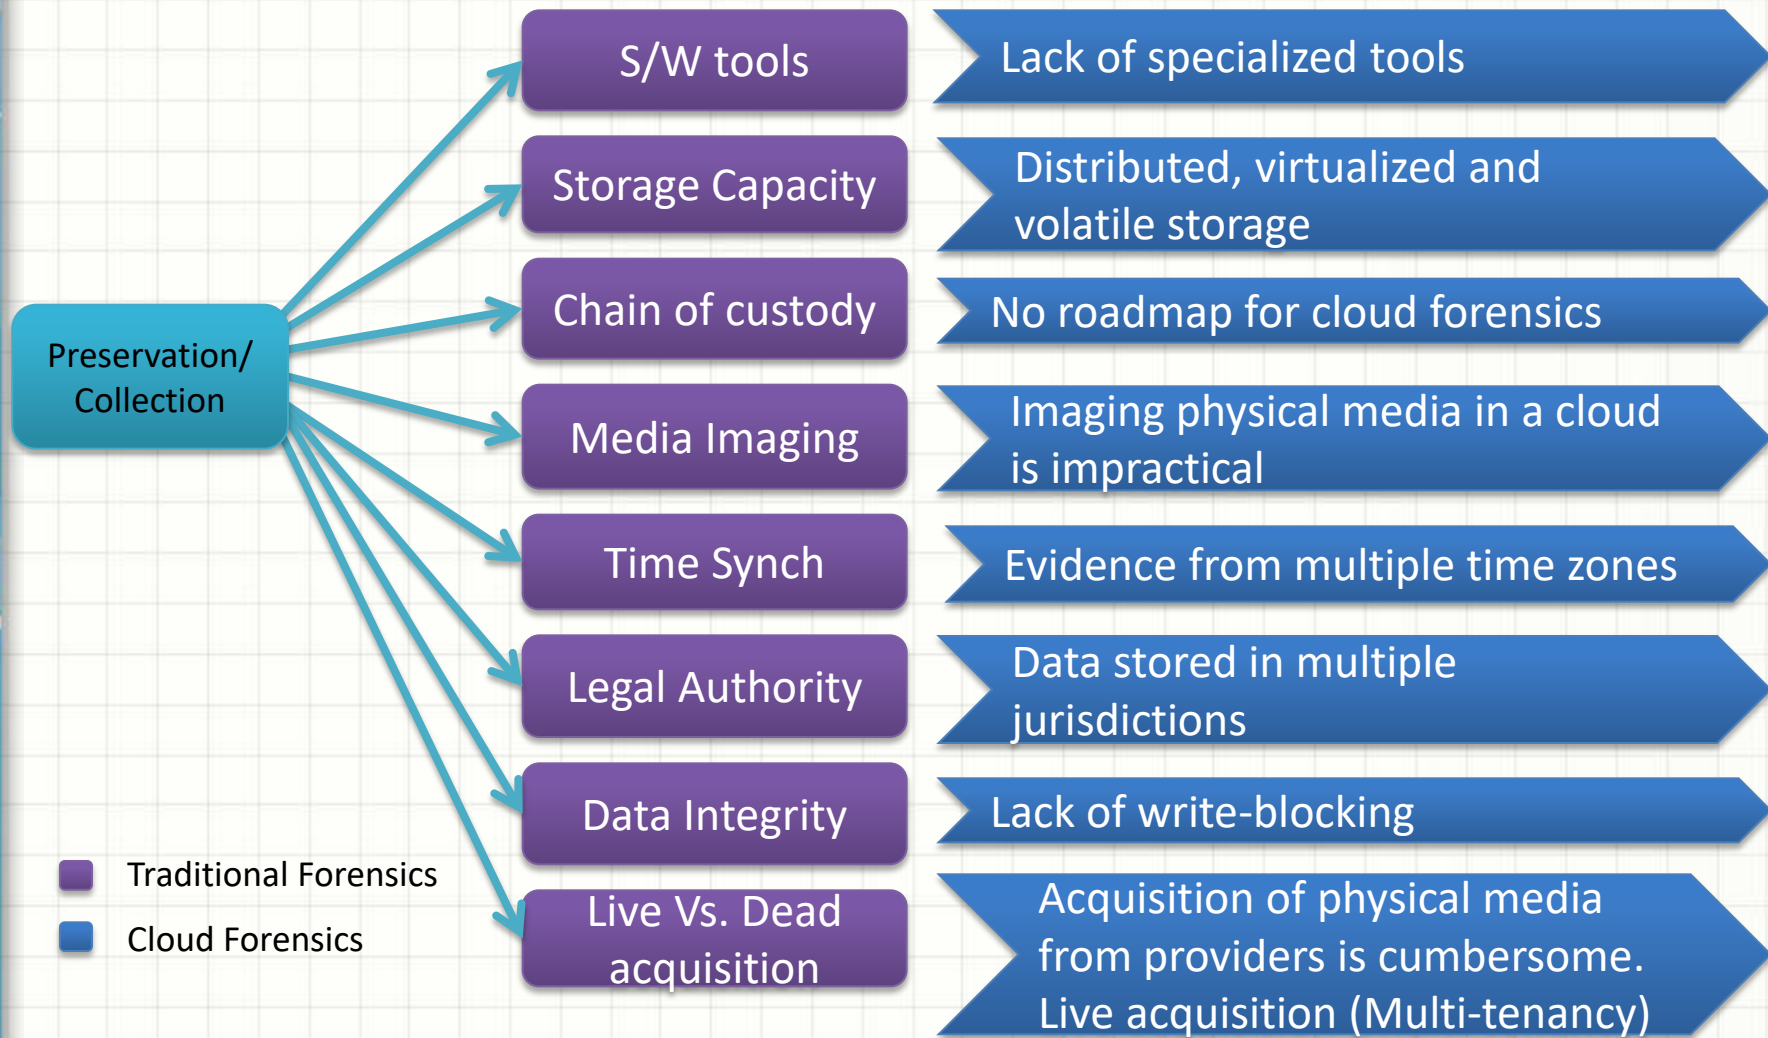 Preservation/
Collection
S/W tools
Lack of specialized tools
Storage Capacity
Distributed, virtualized and
volatile storage
Chain of custody
No roadmap for cloud forensics
Media Imaging
Imaging physical media in a cloud
is impractical
Time Synch
Evidence from multiple time zones
Legal Authority
Data stored in multiple
jurisdictions
Data Integrity
Lack of write-blocking
Live Vs. Dead
acquisition
Acquisition of physical media
from providers is cumbersome.
Live acquisition (Multi-tenancy)
Traditional Forensics
Cloud Forensics